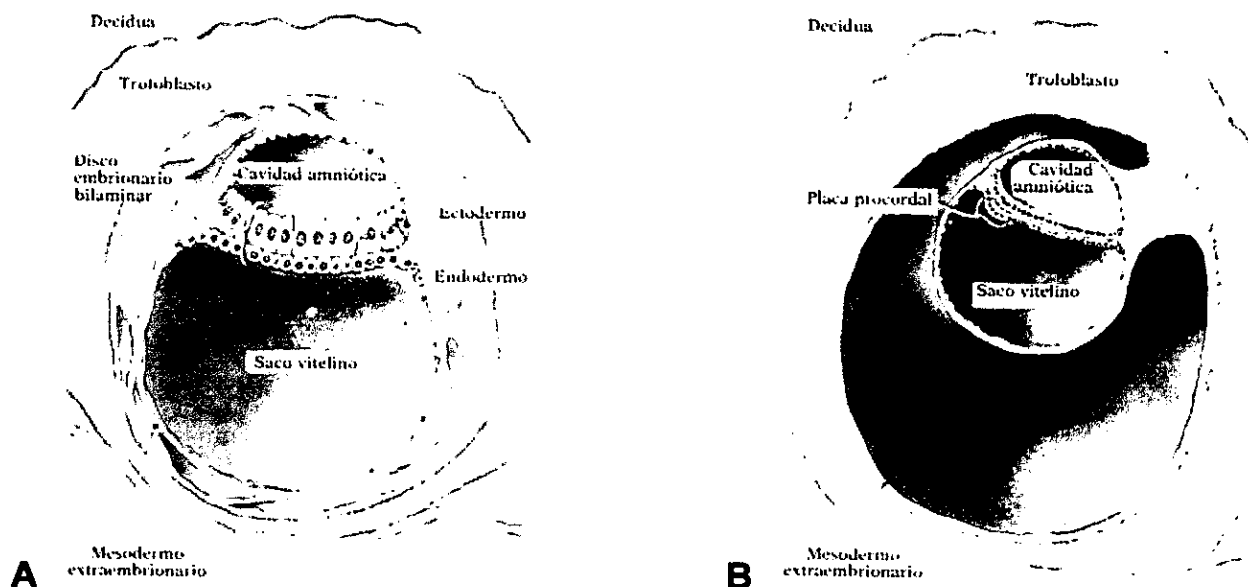 Decidua
Trofoblasto
Disco
embrionario
bilaminar
Cavidad amniótica
Ectodermo
Endodermo
Saco vitelino
Mesodermo
extraembrionario
A
Decidua
Trofoblasto
Cavidad
amniótica
Placa procordal
Saco vitelino
Mesodermo
extraembrionario
B